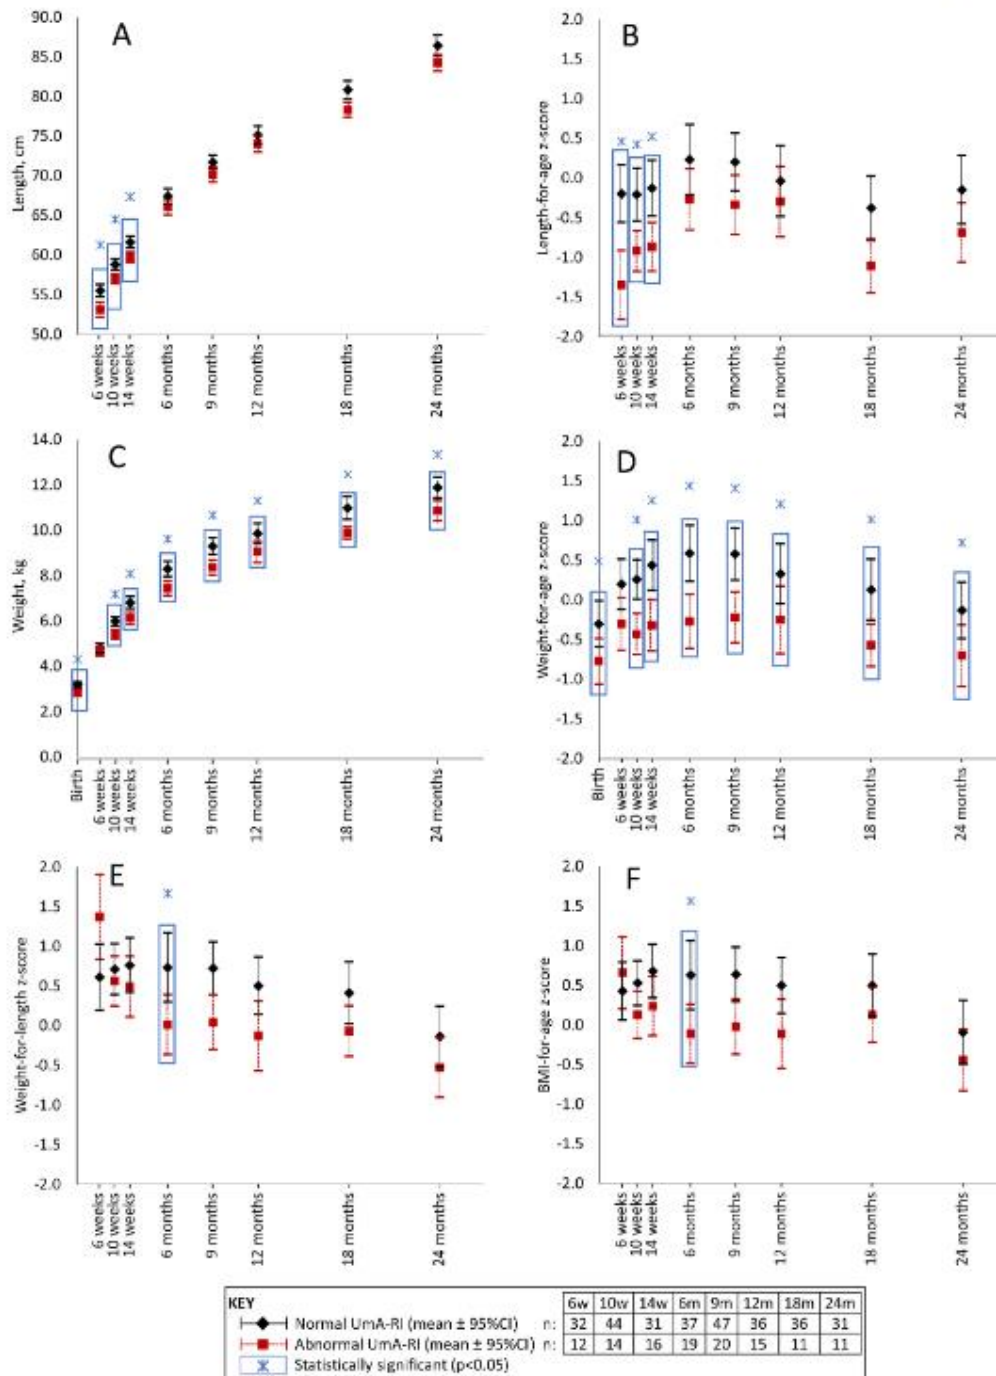 A
Length, cm
90.0
85.0
80.0
75.0
70.0
65.0
60.0
55.0
50.0
6 weeks
10 weeks
14 weeks
6 months
9 months
12 months
18 months
24 months
B
Length-for-age z-score
2.0
1.5
1.0
0.5
0.0
-0.5
-1.0
-1.5
-2.0
6 weeks
10 weeks
14 weeks
6 months
9 months
12 months
18 months
24 months
C
Weight, kg
14.0
12.0
10.0
8.0
6.0
4.0
2.0
0.0
Birth
6 weeks
10 weeks
14 weeks
6 months
9 months
12 months
18 months
24 months
D
Weight-for-age z-score
2.0
1.5
1.0
0.5
0.0
-0.5
-1.0
-1.5
-2.0
Birth
6 weeks
10 weeks
14 weeks
6 months
9 months
12 months
18 months
24 months
E
Weight-for-length z-score
2.0
1.5
1.0
0.5
0.0
-0.5
-1.0
-1.5
-2.0
6 weeks
10 weeks
14 weeks
6 months
9 months
12 months
18 months
24 months
F
BMI-for-age z-score
2.0
1.5
1.0
0.5
0.0
-0.5
-1.0
-1.5
-2.0
6 weeks
10 weeks
14 weeks
6 months
9 months
12 months
18 months
24 months
KEY 6w 10w 14w 6m 9m 12m 18m 24m
Normal UmA-RI (mean ± 95%CI) n: 32 44 31 37 47 36 36 31
Abnormal UmA-RI (mean ± 95%CI) n: 12 14 16 19 20 15 11 11
Statistically significant (p<0.05)